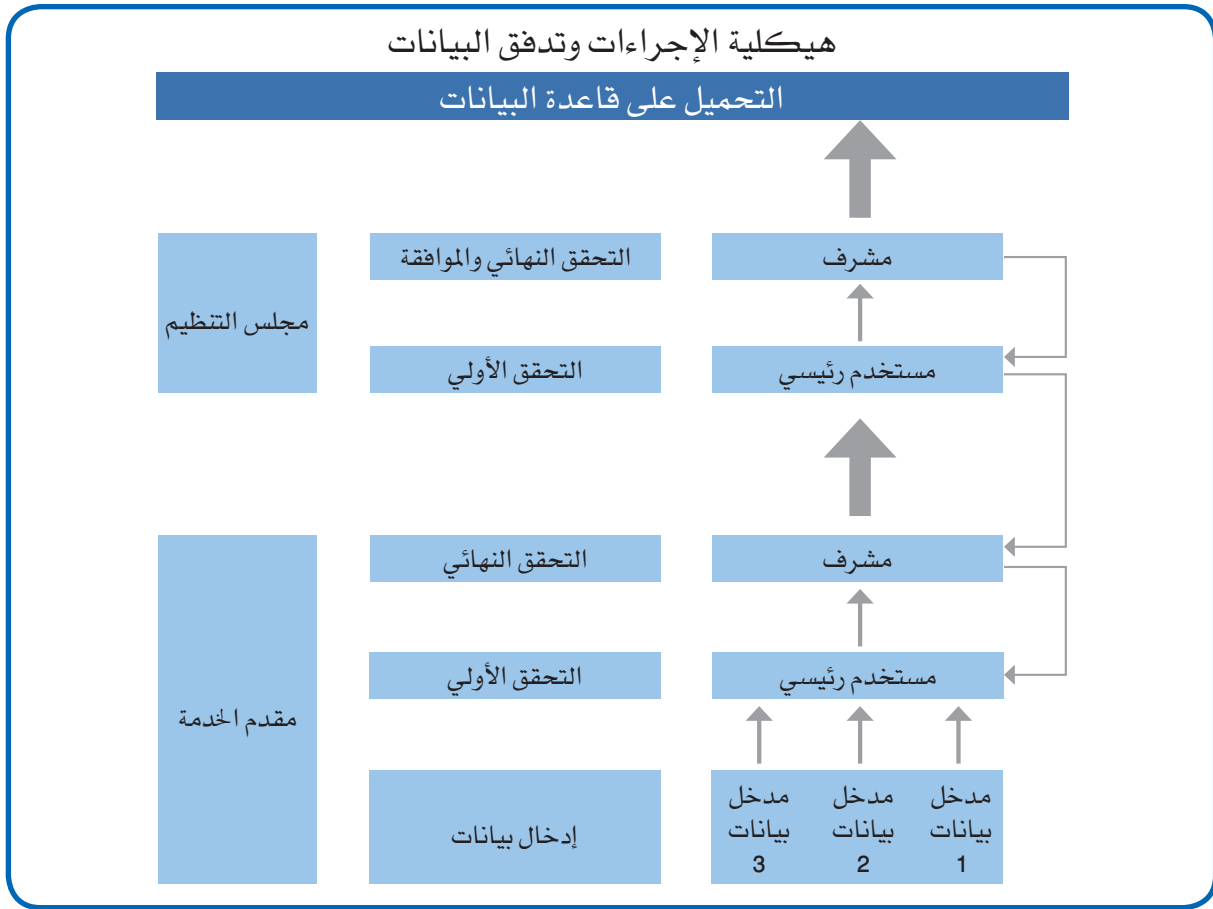 هيكلية الإجراءات وتدفق البيانات
التحميل على قاعدة البيانات
مشرف
التحقق النهائي والموافقة
مجلس التنظيم
مستخدم رئيسي
التحقق الأولي
مشرف
التحقق النهائي
مستخدم رئيسي
التحقق الأولي
مقدم الخدمة
مدخل
بيانات
1
مدخل
بيانات
2
مدخل
بيانات
3
إدخال بيانات